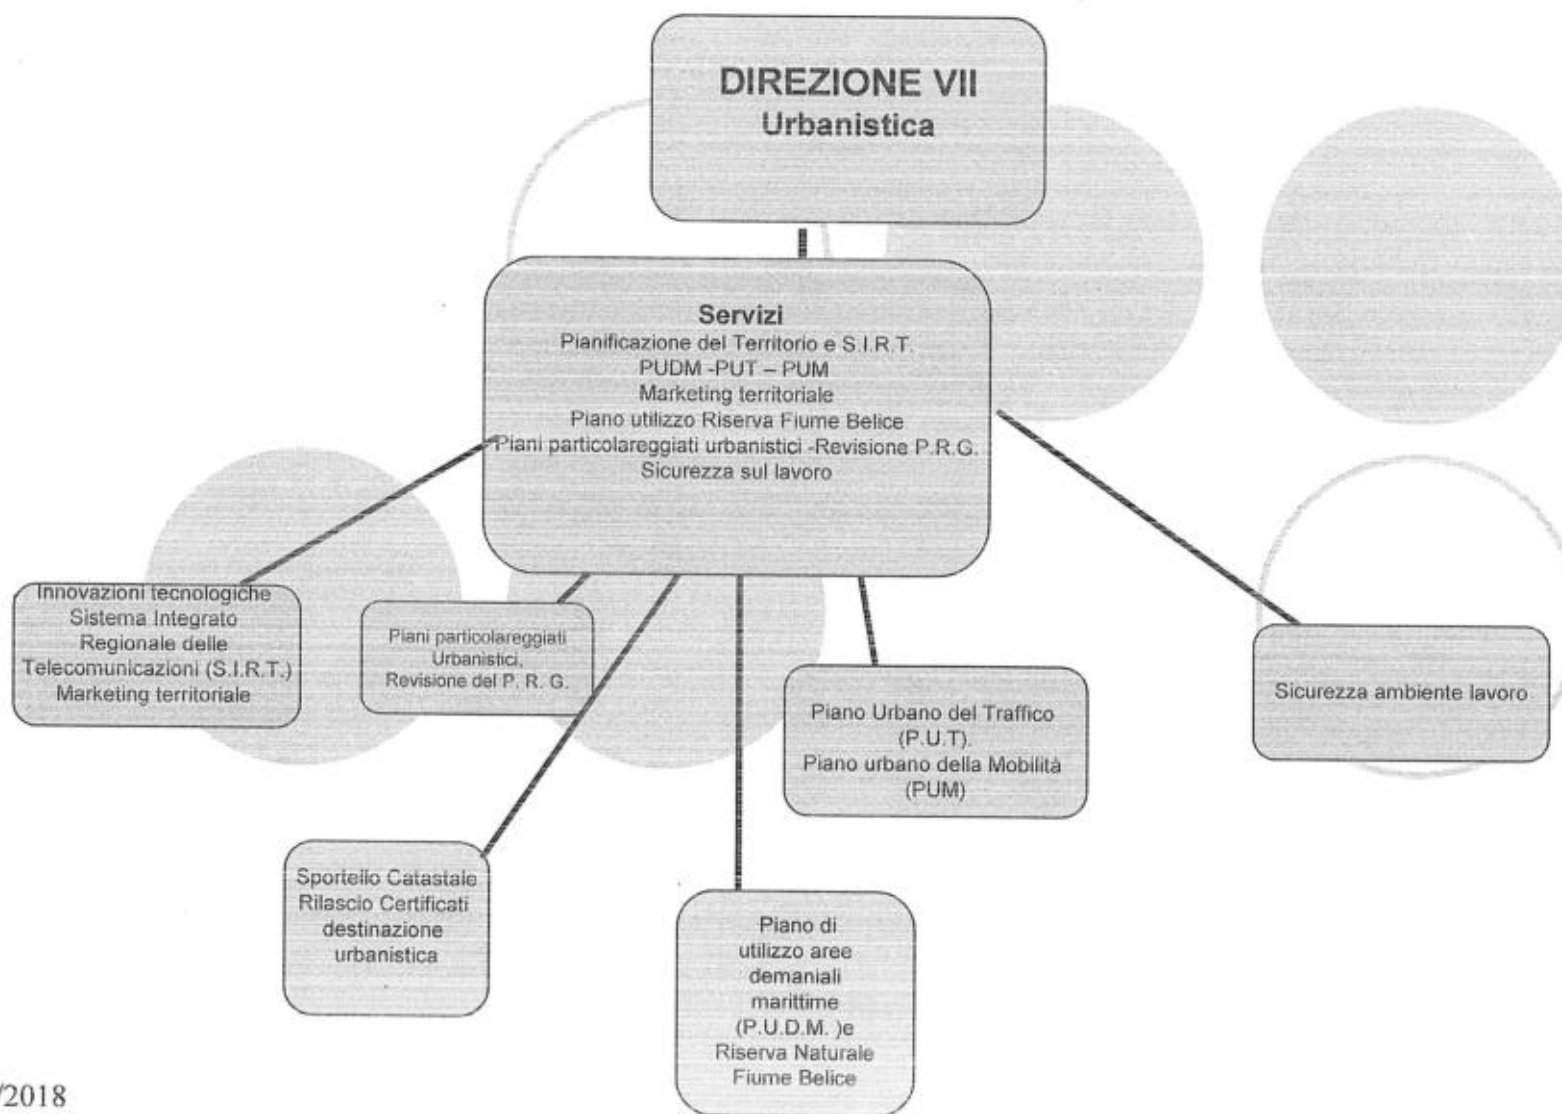 DIREZIONE VII
Urbanistica
Servizi
Pianificazione del Territorio e S.I.R.T.
PUDM -PUT – PUM
Marketing territoriale
Piano utilizzo Riserva Fiume Belice
Piani particolareggiati urbanistici -Revisione P.R.G.
Sicurezza sul lavoro
Innovazioni tecnologiche
Sistema Integrato
Regionale delle
Telecomunicazioni (S.I.R.T.)
Marketing territoriale
Piani particolareggiati
Urbanistici,
Revisione del P. R. G.
Piano Urbano del Traffico
(P.U.T).
Piano urbano della Mobilità
(PUM)
Sicurezza ambiente lavoro
Sportello Catastale
Rilascio Certificati
destinazione
urbanistica
Piano di
utilizzo aree
demaniali
marittime
(P.U.D.M. )e
Riserva Naturale
Fiume Belice
/2018